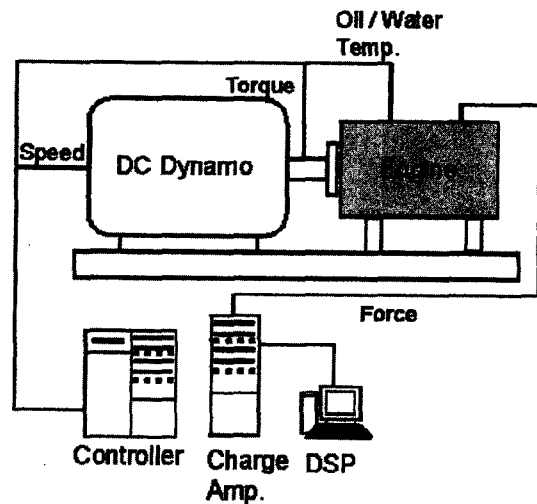 Oil / Water
Temp.
Torque
Speed
DC Dynamo
Engine
Force
Controller
Charge
Amp.
DSP